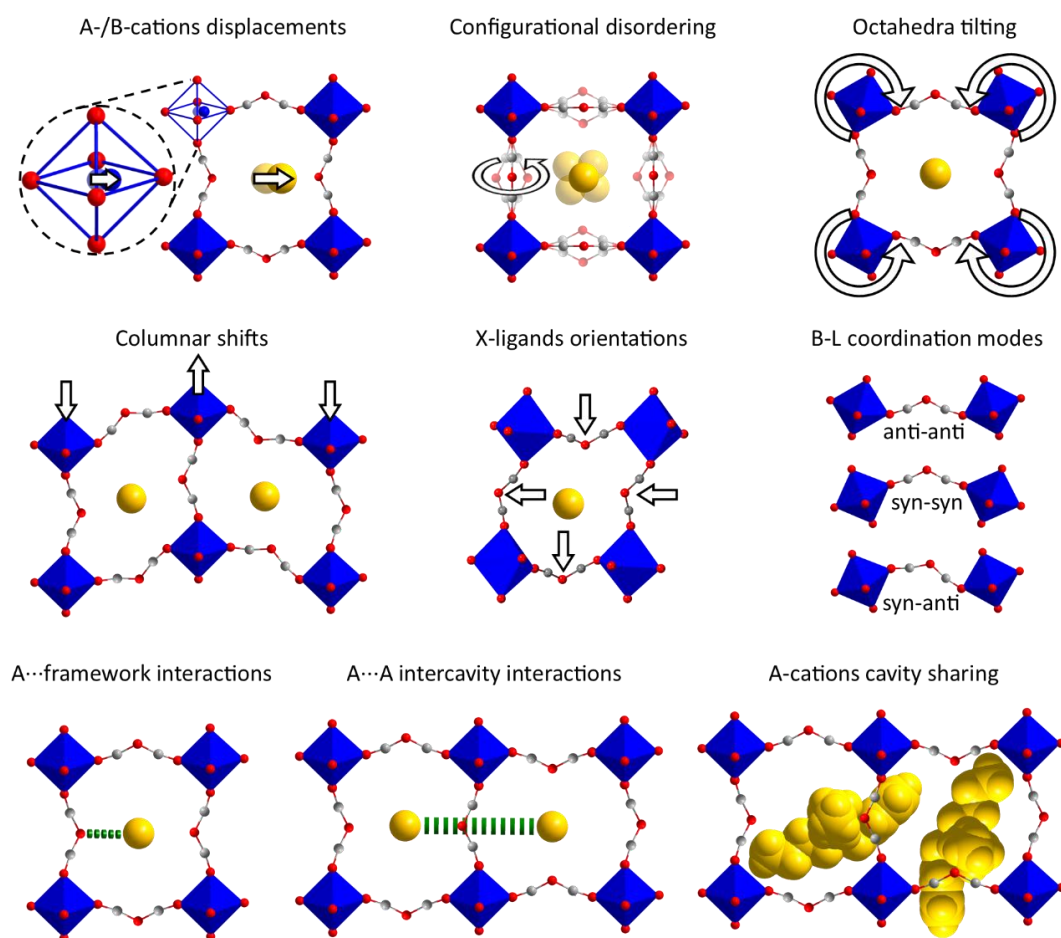 A-/B-cations displacements
Configurational disordering
Octahedra tilting
Columnar shifts
X-ligands orientations
B-L coordination modes
anti-anti
syn-syn
syn-anti
A···framework interactions
A···A intercavity interactions
A-cations cavity sharing